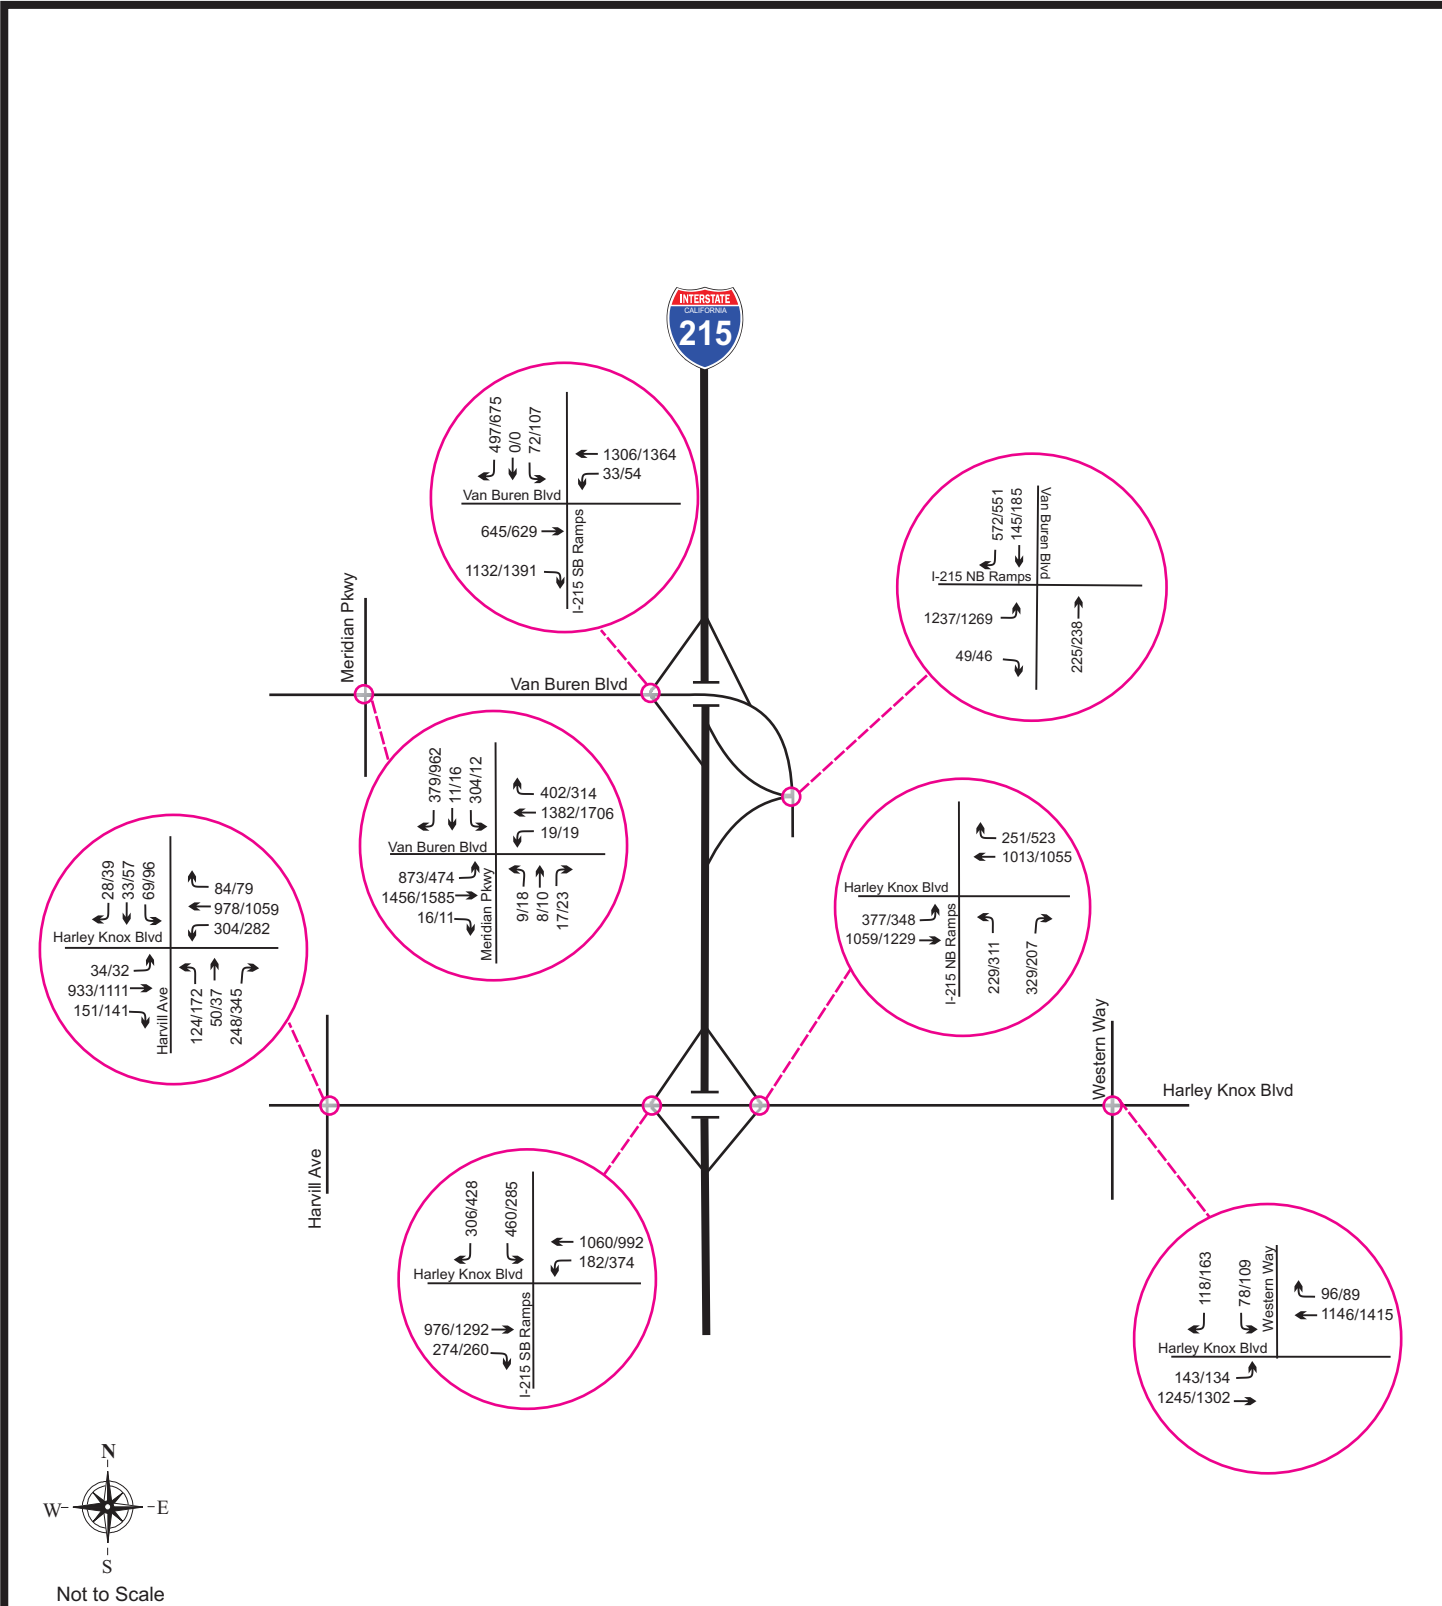 INTERSTATE
CALIFORNIA
215
497/675
0/0
72/107
1306/1364
33/54
Van Buren Blvd
645/629
1132/1391
I-215 SB Ramps
572/551
145/185
Van Buren Blvd
I-215 NB Ramps
1237/1269
49/46
225/238
Meridian Pkwy
Van Buren Blvd
379/962
11/16
304/12
402/314
1382/1706
19/19
Van Buren Blvd
873/474
1456/1585
16/11
Meridian Pkwy
9/18
8/10
17/23
251/523
1013/1055
Harley Knox Blvd
377/348
1059/1229
I-215 NB Ramps
229/311
329/207
28/39
33/57
69/96
84/79
978/1059
304/282
Harley Knox Blvd
34/32
933/1111
151/141
Harvill Ave
124/172
50/37
248/345
Western Way
Harley Knox Blvd
Harvill Ave
306/428
460/285
1060/992
182/374
Harley Knox Blvd
976/1292
274/260
I-215 SB Ramps
118/163
78/109
Western Way
96/89
1146/1415
Harley Knox Blvd
143/134
1245/1302
N
W
E
S
Not to Scale